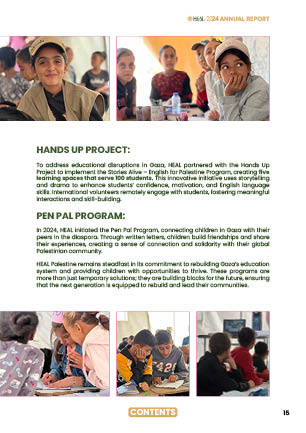 HEAL 2024 ANNUAL REPORT
HANDS UP PROJECT:
To address educational disruptions in Gaza, HEAL partnered with the Hands Up
Project to implement the Stories Alive – English for Palestine Program, creating five
learning spaces that serve 100 students. This innovative initiative uses storytelling
and drama to enhance students' confidence, motivation, and English language
skills. International volunteers remotely engage with students, fostering meaningful
interactions and skill-building.
PEN PAL PROGRAM:
In 2024, HEAL initiated the Pen Pal Program, connecting children in Gaza with their
peers in the diaspora. Through written letters, children build friendships and share
their experiences, creating a sense of connection and solidarity with their global
Palestinian community.
HEAL Palestine remains steadfast in its commitment to rebuilding Gaza's education
system and providing children with opportunities to thrive. These programs are
more than just temporary solutions; they are building blocks for the future, ensuring
that the next generation is equipped to rebuild and lead their communities.
CONTENTS
15